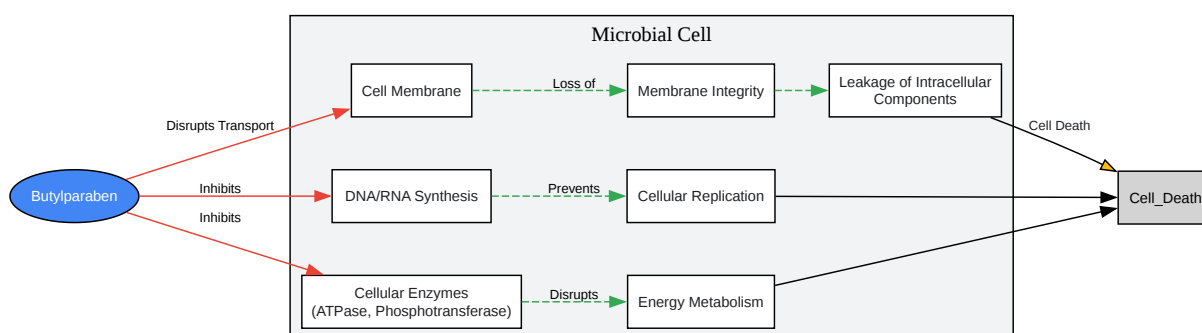 Microbial Cell
Cell Membrane
Loss of
Membrane Integrity
Leakage of Intracellular
Components
Disrupts Transport
Cell Death
Butylparaben
Inhibits
DNA/RNA Synthesis
Prevents
Cellular Replication
Cell_Death
Inhibits
Cellular Enzymes
(ATPase, Phosphotransferase)
Disrupts
Energy Metabolism